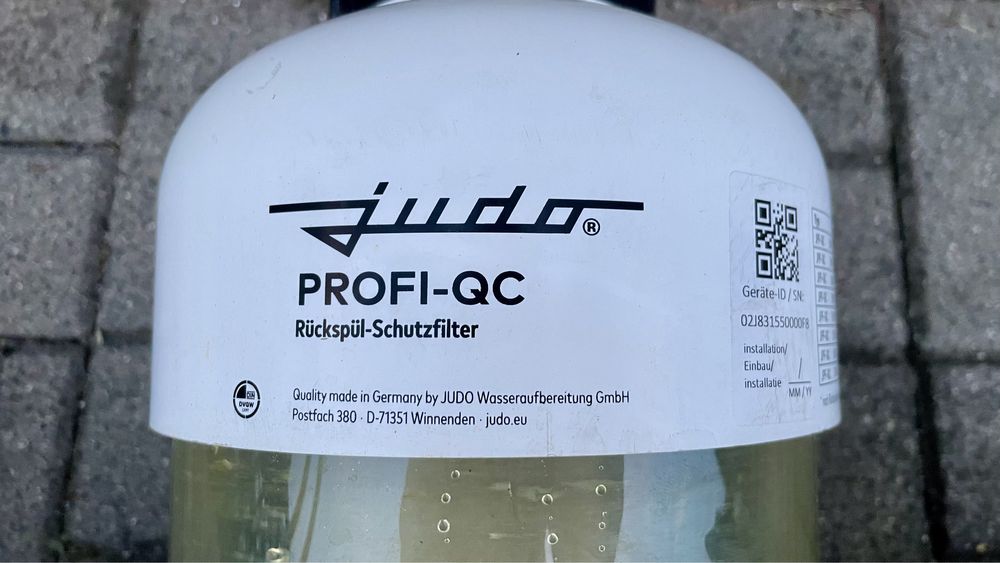 judo®
PROFI-QC
Rückspül-Schutzfilter
DVGW
Quality made in Germany by JUDO Wasseraufbereitung GmbH
Postfach 380 · D-71351 Winnenden · judo.eu
Geräte-ID / SN:
02J831550000F8
installation/
Einbau/
installatie
/
MM / YY